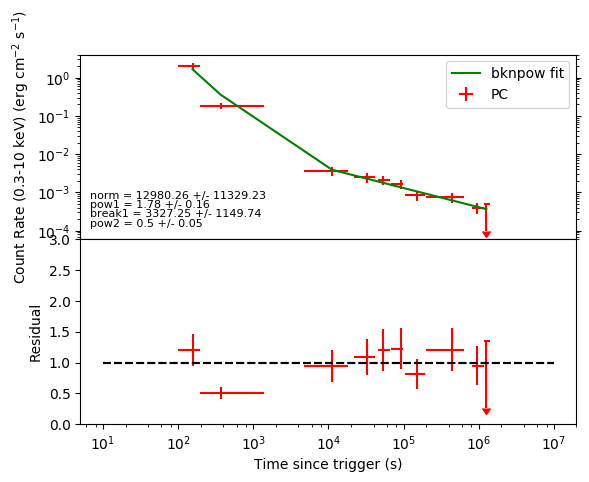 Count Rate (0.3-10 keV) (erg cm⁻² s⁻¹)
10⁰
10⁻¹
10⁻²
10⁻³
10⁻⁴
bknpow fit
PC
norm = 12980.26 +/- 11329.23
pow1 = 1.78 +/- 0.16
break1 = 3327.25 +/- 1149.74
pow2 = 0.5 +/- 0.05
Residual
3.0
2.5
2.0
1.5
1.0
0.5
0.0
10¹ 10² 10³ 10⁴ 10⁵ 10⁶ 10⁷
Time since trigger (s)